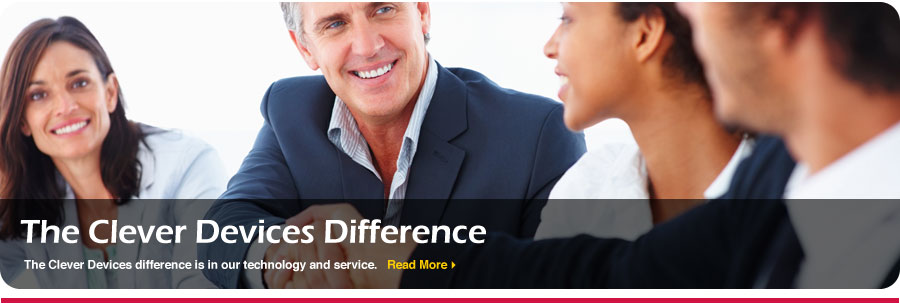 The Clever Devices Difference
The Clever Devices difference is in our technology and service. Read More